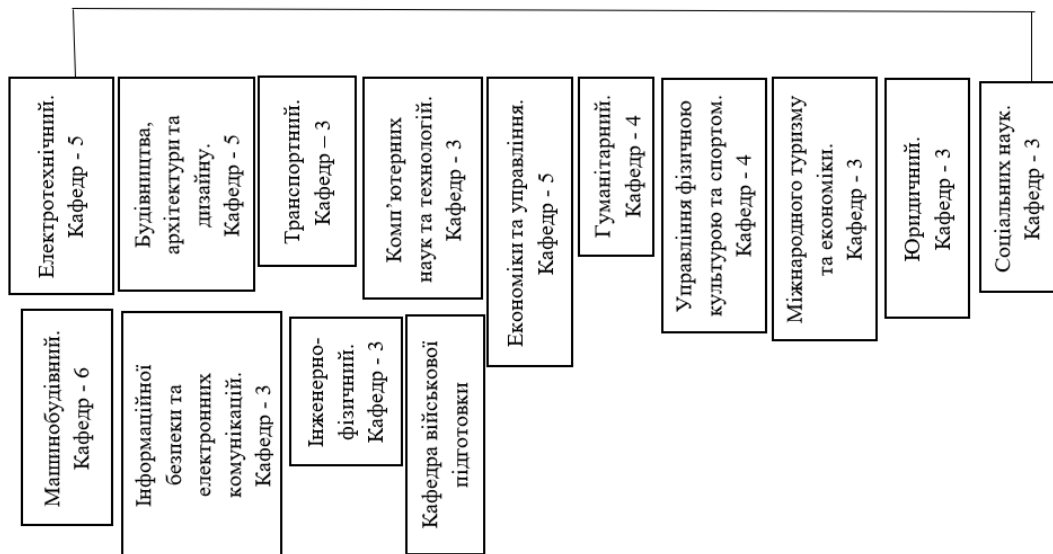 Електротехнічний.
Кафедр - 5
Будівництва,
архітектури та
дизайну.
Кафедр - 5
Транспортний.
Кафедр – 3
Комп’ютерних
наук та технологій.
Кафедр - 3
Економіки та управління.
Кафедр - 5
Гуманітарний.
Кафедр - 4
Управління фізичною
культурою та спортом.
Кафедр - 4
Міжнародного туризму
та економіки.
Кафедр - 3
Юридичний.
Кафедр - 3
Соціальних наук.
Кафедр - 3
Машинобудівний.
Кафедр - 6
Інформаційної
безпеки та
електронних
комунікацій.
Кафедр - 3
Інженерно-
фізичний.
Кафедр - 3
Кафедра військової
підготовки